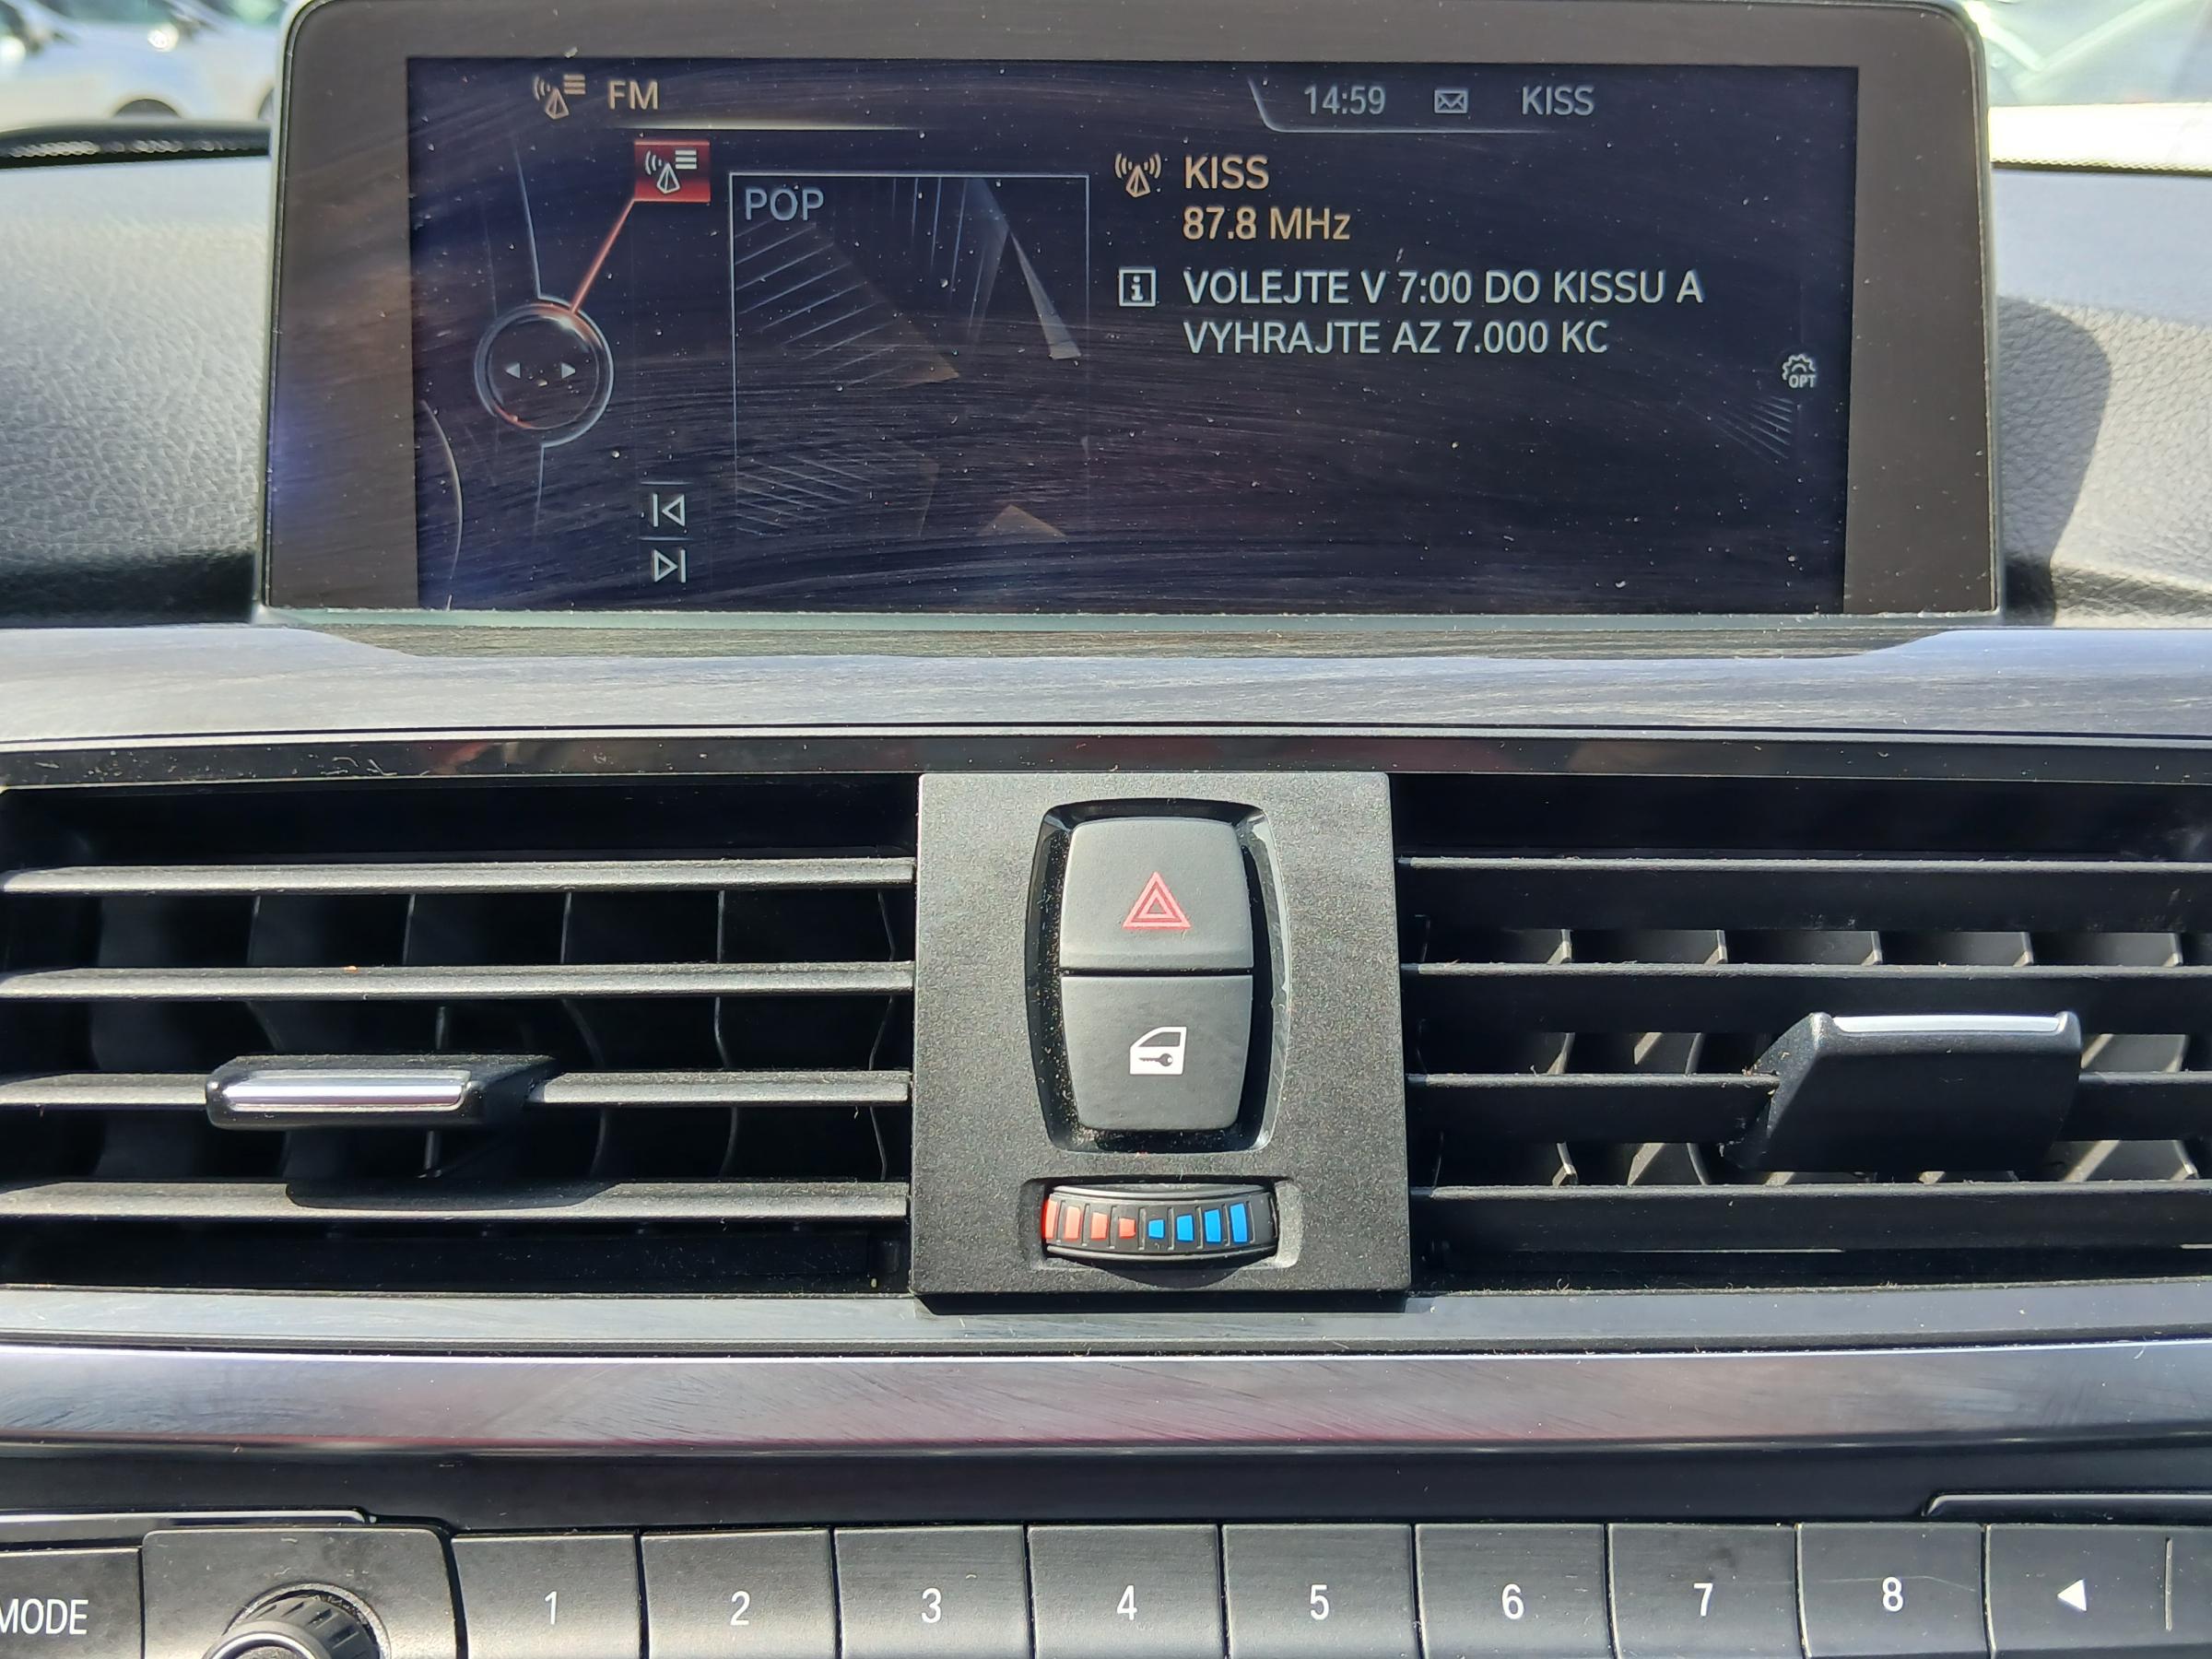 FM
14:59 KISS
POP
KISS
87.8 MHz
VOLEJTE V 7:00 DO KISSU A
VYHRAJTE AZ 7.000 KC
OPT
MODE
1 2 3 4 5 6 7 8